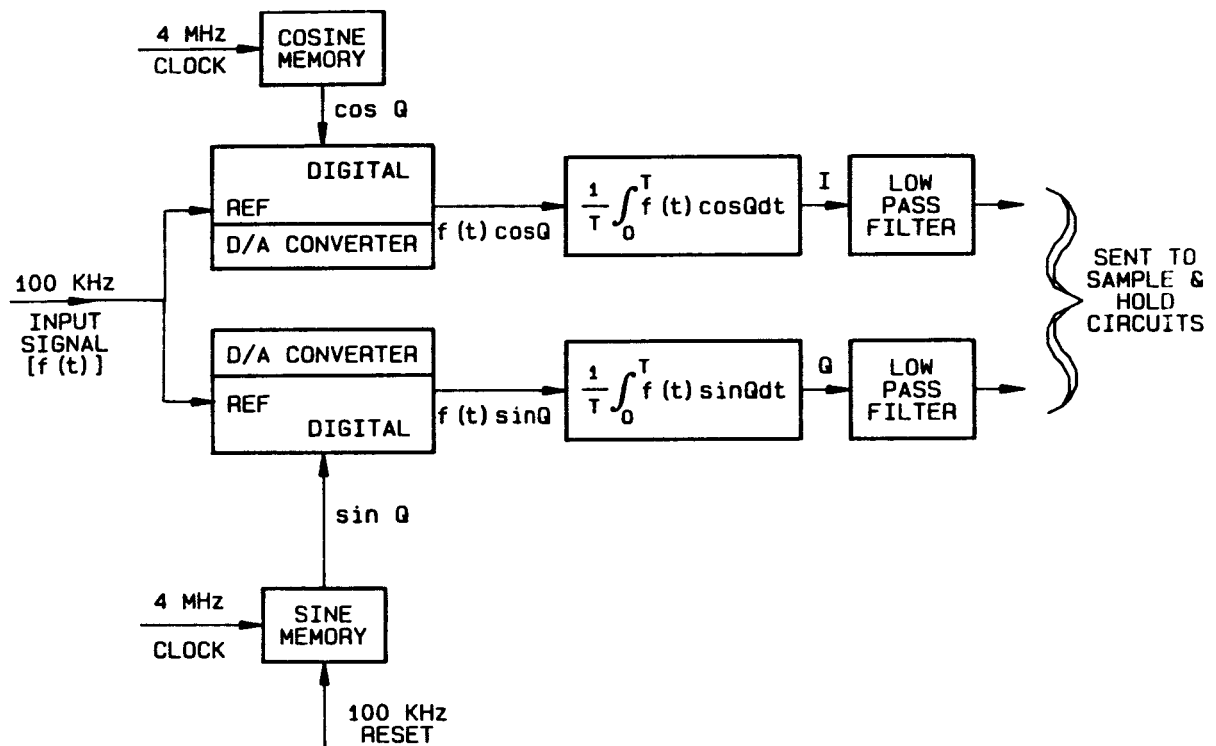 4 MHz
CLOCK
COSINE
MEMORY
cos Q
DIGITAL
REF
D/A CONVERTER
f(t)cosQ
1/T ∫₀ᵀ f(t)cosQdt
I
LOW
PASS
FILTER
100 KHz
INPUT
SIGNAL
[f(t)]
SENT TO
SAMPLE &
HOLD
CIRCUITS
D/A CONVERTER
REF
DIGITAL
f(t)sinQ
1/T ∫₀ᵀ f(t)sinQdt
Q
LOW
PASS
FILTER
sin Q
4 MHz
CLOCK
SINE
MEMORY
100 KHz
RESET